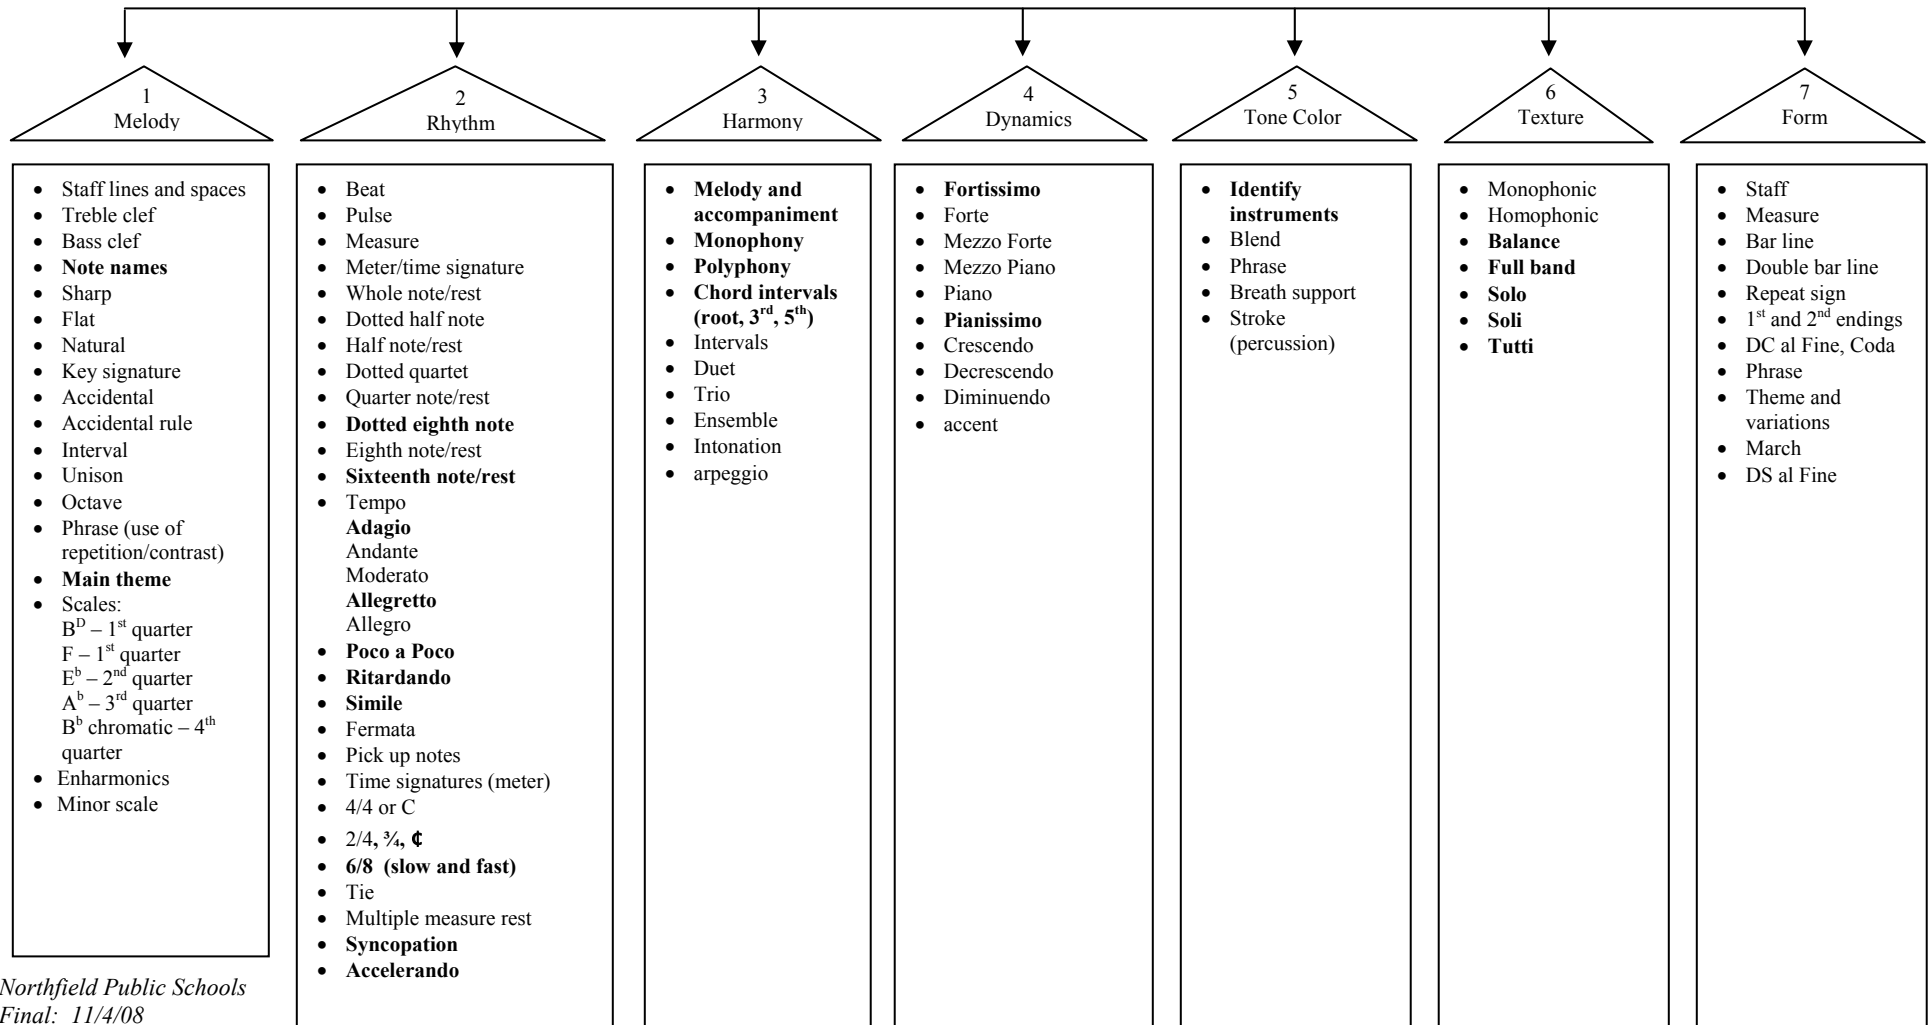 1
Melody
2
Rhythm
3
Harmony
4
Dynamics
5
Tone Color
6
Texture
7
Form
• Staff lines and spaces
• Treble clef
• Bass clef
• Note names
• Sharp
• Flat
• Natural
• Key signature
• Accidental
• Accidental rule
• Interval
• Unison
• Octave
• Phrase (use of
repetition/contrast)
• Main theme
• Scales:
B^D – 1^st quarter
F – 1^st quarter
E^b – 2^nd quarter
A^b – 3^rd quarter
B^b chromatic – 4^th
quarter
• Enharmonics
• Minor scale
• Beat
• Pulse
• Measure
• Meter/time signature
• Whole note/rest
• Dotted half note
• Half note/rest
• Dotted quartet
• Quarter note/rest
• Dotted eighth note
• Eighth note/rest
• Sixteenth note/rest
• Tempo
Adagio
Andante
Moderato
Allegretto
Allegro
• Poco a Poco
• Ritardando
• Simile
• Fermata
• Pick up notes
• Time signatures (meter)
• 4/4 or C
• 2/4, ¾, ¢
• 6/8 (slow and fast)
• Tie
• Multiple measure rest
• Syncopation
• Accelerando
• Melody and
accompaniment
• Monophony
• Polyphony
• Chord intervals
(root, 3^rd, 5^th)
• Intervals
• Duet
• Trio
• Ensemble
• Intonation
• arpeggio
• Fortissimo
• Forte
• Mezzo Forte
• Mezzo Piano
• Piano
• Pianissimo
• Crescendo
• Decrescendo
• Diminuendo
• accent
• Identify
instruments
• Blend
• Phrase
• Breath support
• Stroke
(percussion)
• Monophonic
• Homophonic
• Balance
• Full band
• Solo
• Soli
• Tutti
• Staff
• Measure
• Bar line
• Double bar line
• Repeat sign
• 1^st and 2^nd endings
• DC al Fine, Coda
• Phrase
• Theme and
variations
• March
• DS al Fine
Northfield Public Schools
Final: 11/4/08